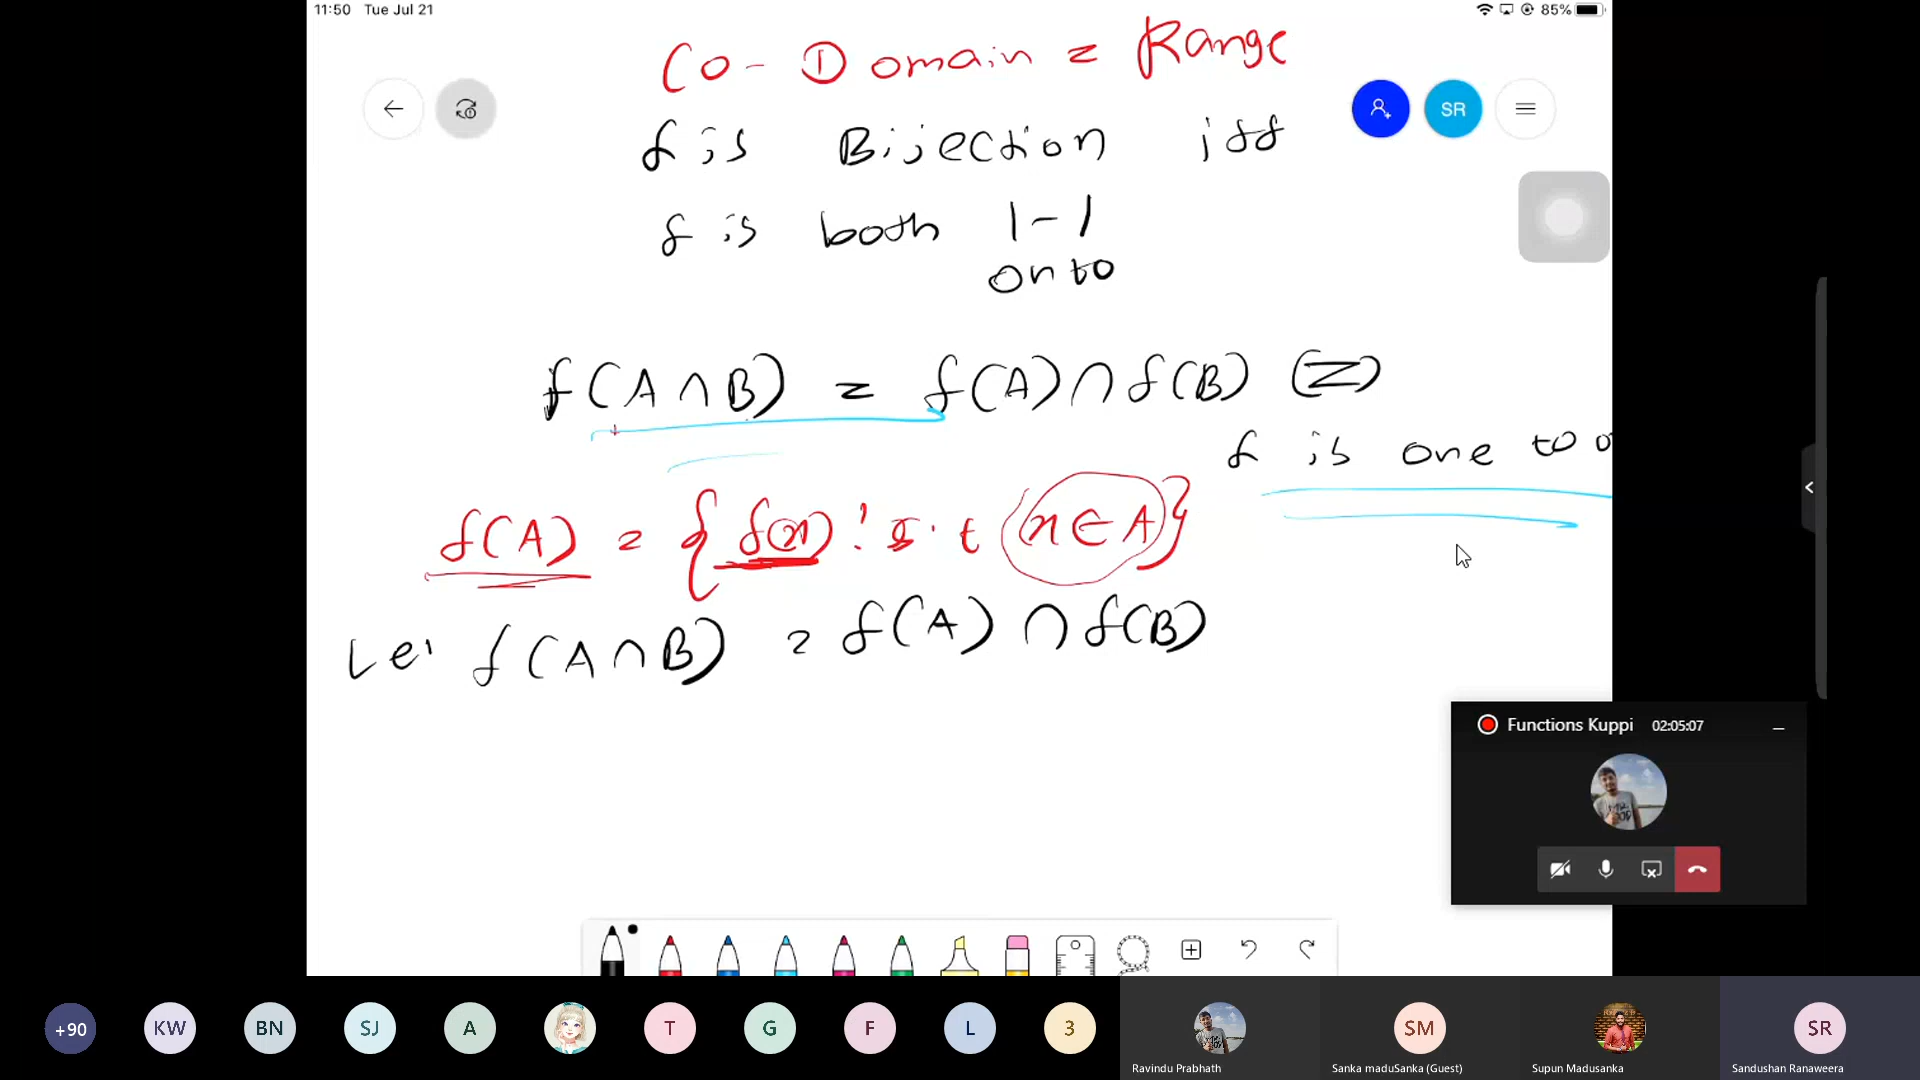 11:50 Tue Jul 21
85%
Co-Domain = Range
f is Bijection iff
SR
f is both 1-1
onto
f(A∩B) = f(A)∩f(B) (=)
f is one to o
f(A) = { f(x) : s.t (x∈A) }
Let f(A∩B) = f(A) ∩ f(B)
Functions Kuppi 02:05:07
+90 KW BN SJ A T G F L 3 SM SR
Ravindu Prabhath Sanka maduSanka (Guest) Supun Madusanka Sandushan Ranaweera